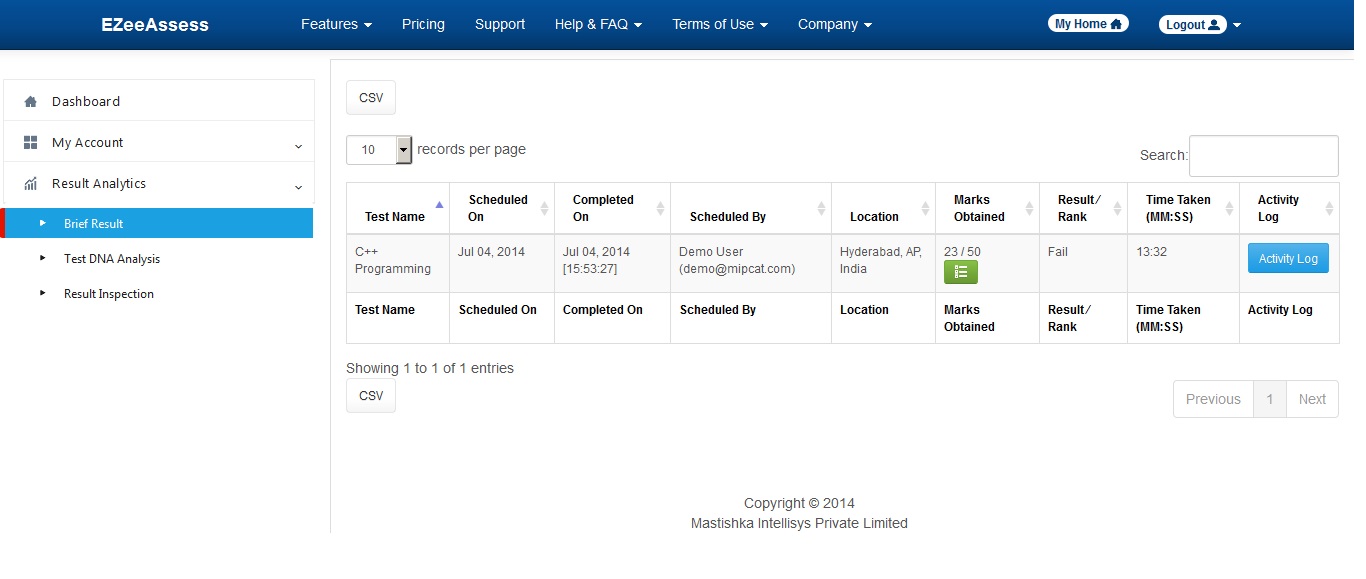 EZeeAssess Features Pricing Support Help & FAQ Terms of Use Company My Home Logout
Dashboard
My Account
Result Analytics
Brief Result
Test DNA Analysis
Result Inspection
CSV
10 records per page
Search:
Test Name Scheduled On Completed On Scheduled By Location Marks Obtained Result/ Rank Time Taken (MM:SS) Activity Log
C++ Programming Jul 04, 2014 Jul 04, 2014 [15:53:27] Demo User (demo@mipcat.com) Hyderabad, AP, India 23 / 50 Fail 13:32 Activity Log
Test Name Scheduled On Completed On Scheduled By Location Marks Obtained Result/ Rank Time Taken (MM:SS) Activity Log
Showing 1 to 1 of 1 entries
CSV
Previous 1 Next
Copyright © 2014
Mastishka Intellisys Private Limited